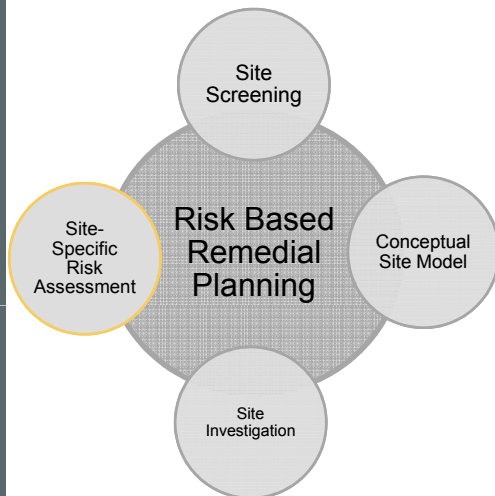 Site
Screening
Risk Based
Remedial
Planning
Site-
Specific
Risk
Assessment
Conceptual
Site Model
Site
Investigation